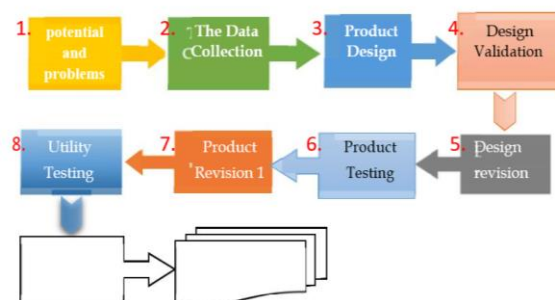 1. potential
and
problems
2. The Data
Collection
3. Product
Design
4. Design
Validation
5. Design
revision
6. Product
Testing
7. Product
Revision 1
8. Utility
Testing